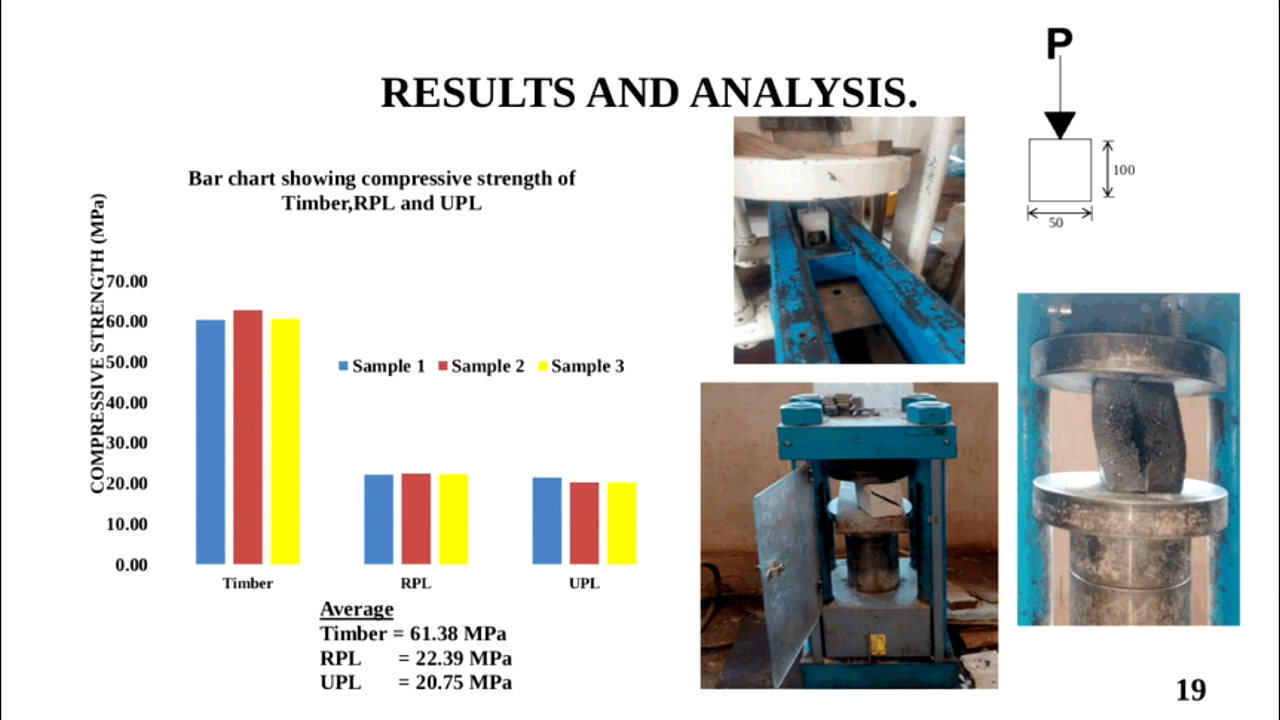 P
RESULTS AND ANALYSIS.
100
50
Bar chart showing compressive strength of
Timber,RPL and UPL
COMPRESSIVE STRENGTH (MPa)
70.00
60.00
50.00
40.00
30.00
20.00
10.00
0.00
Sample 1 Sample 2 Sample 3
Timber RPL UPL
Average
Timber = 61.38 MPa
RPL = 22.39 MPa
UPL = 20.75 MPa
19